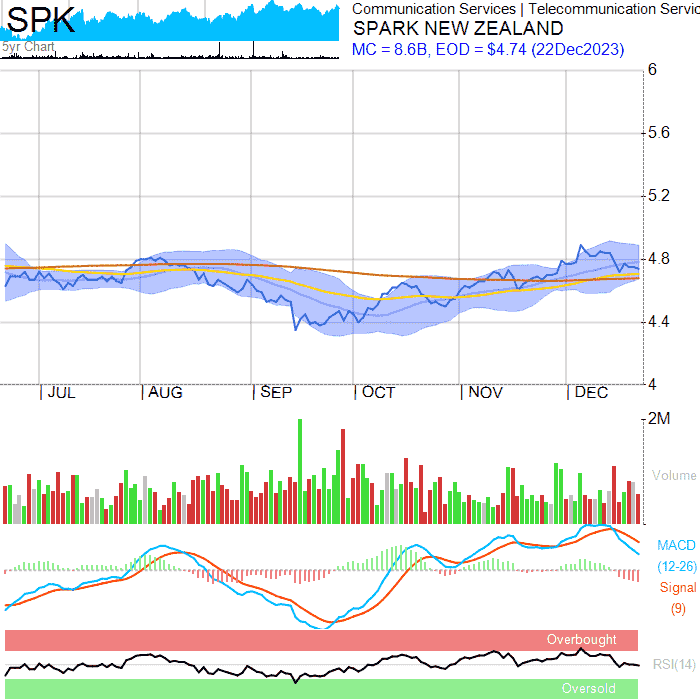 SPK
5yr Chart
Communication Services | Telecommunication Servic
SPARK NEW ZEALAND
MC = 8.6B, EOD = $4.74 (22Dec2023)
6
5.6
5.2
4.8
4.4
4
| JUL | AUG | SEP | OCT | NOV | DEC
2M
Volume
MACD
(12-26)
Signal
(9)
Overbought
RSI(14)
Oversold